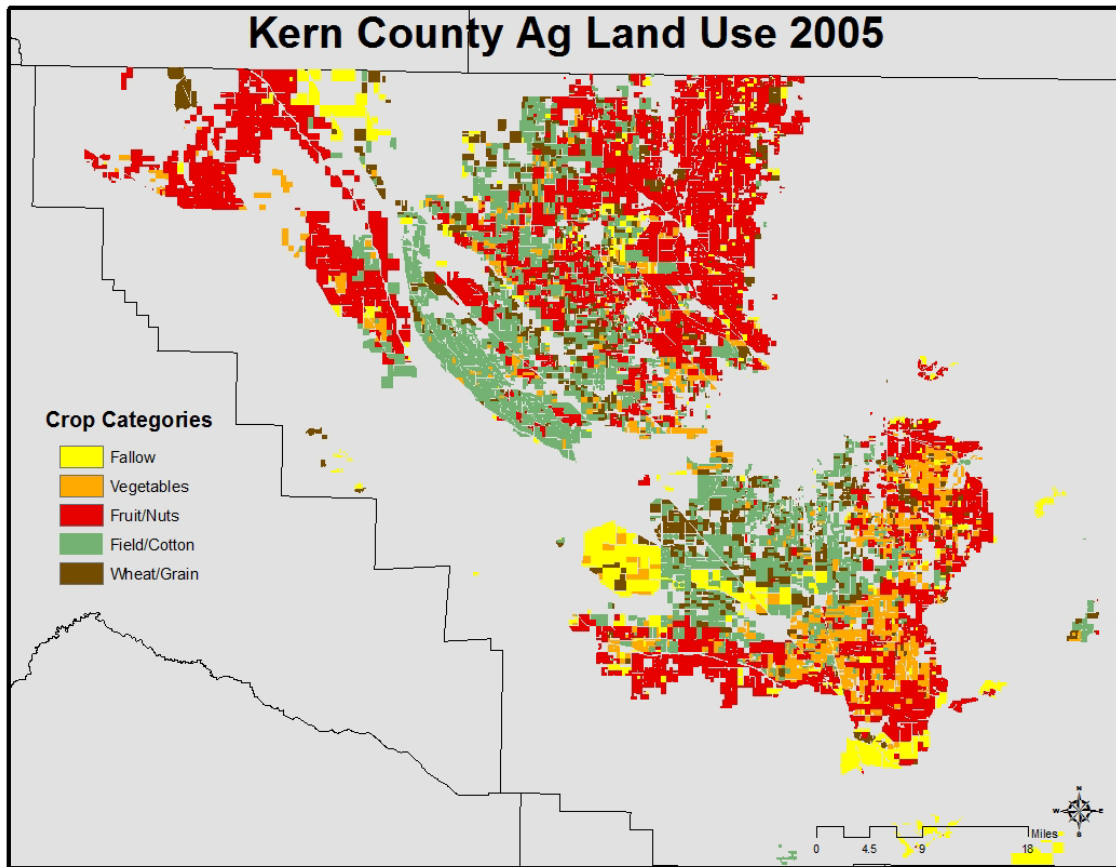 Kern County Ag Land Use 2005
Crop Categories
Fallow
Vegetables
Fruit/Nuts
Field/Cotton
Wheat/Grain
N
W E
S
Miles
0 4.5 9 18